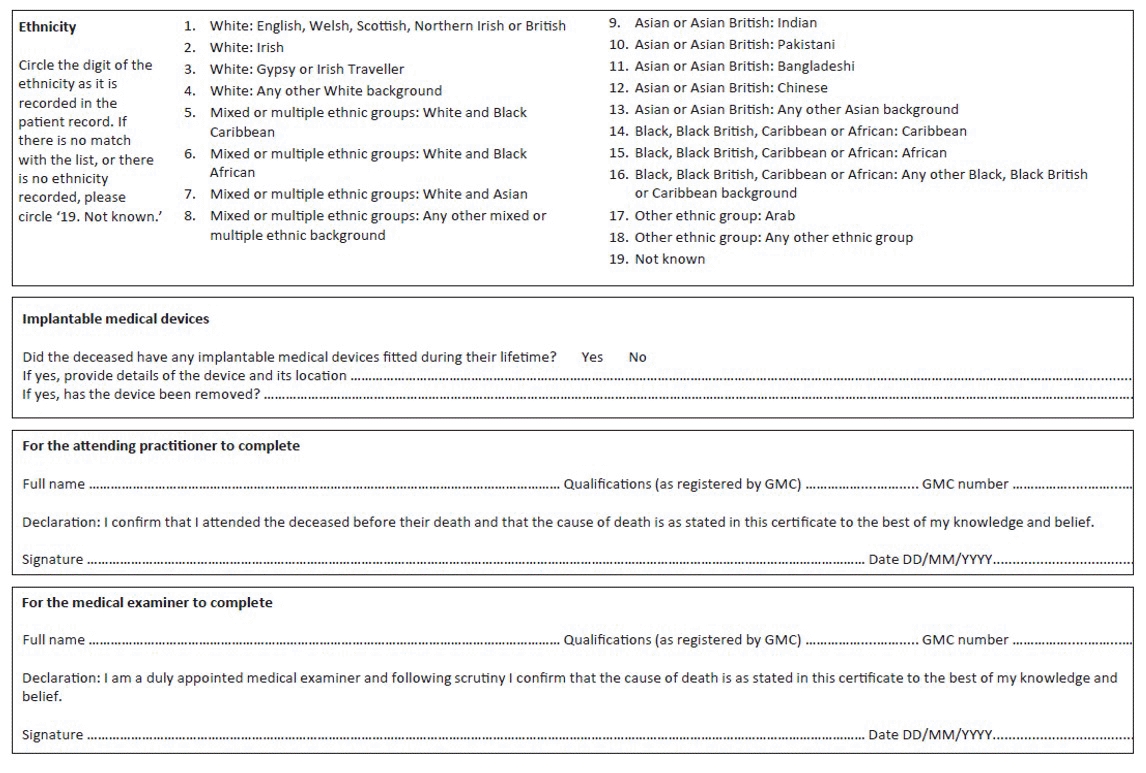 Ethnicity
Circle the digit of the
ethnicity as it is
recorded in the
patient record. If
there is no match
with the list, or there
is no ethnicity
recorded, please
circle ‘19. Not known.’
1. White: English, Welsh, Scottish, Northern Irish or British
2. White: Irish
3. White: Gypsy or Irish Traveller
4. White: Any other White background
5. Mixed or multiple ethnic groups: White and Black
Caribbean
6. Mixed or multiple ethnic groups: White and Black
African
7. Mixed or multiple ethnic groups: White and Asian
8. Mixed or multiple ethnic groups: Any other mixed or
multiple ethnic background
9. Asian or Asian British: Indian
10. Asian or Asian British: Pakistani
11. Asian or Asian British: Bangladeshi
12. Asian or Asian British: Chinese
13. Asian or Asian British: Any other Asian background
14. Black, Black British, Caribbean or African: Caribbean
15. Black, Black British, Caribbean or African: African
16. Black, Black British, Caribbean or African: Any other Black, Black British
or Caribbean background
17. Other ethnic group: Arab
18. Other ethnic group: Any other ethnic group
19. Not known
Implantable medical devices
Did the deceased have any implantable medical devices fitted during their lifetime? Yes No
If yes, provide details of the device and its location ........................................
If yes, has the device been removed? ........................................
For the attending practitioner to complete
Full name ........................................ Qualifications (as registered by GMC) .................... GMC number ....................
Declaration: I confirm that I attended the deceased before their death and that the cause of death is as stated in this certificate to the best of my knowledge and belief.
Signature ........................................ Date DD/MM/YYYY....................
For the medical examiner to complete
Full name ........................................ Qualifications (as registered by GMC) .................... GMC number ....................
Declaration: I am a duly appointed medical examiner and following scrutiny I confirm that the cause of death is as stated in this certificate to the best of my knowledge and
belief.
Signature ........................................ Date DD/MM/YYYY....................